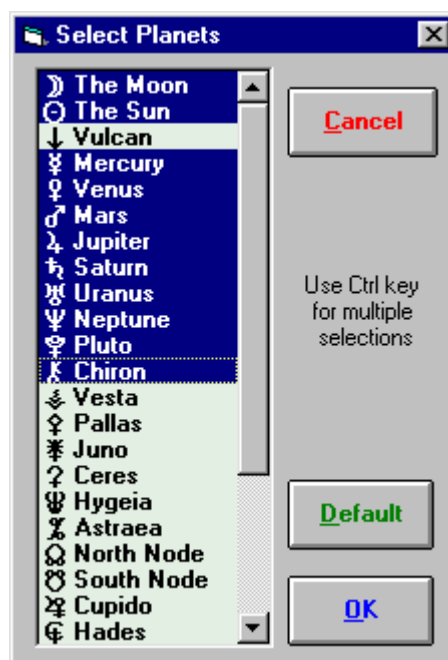 Select Planets
The Moon
The Sun
Vulcan
Mercury
Venus
Mars
Jupiter
Saturn
Uranus
Neptune
Pluto
Chiron
Vesta
Pallas
Juno
Ceres
Hygeia
Astraea
North Node
South Node
Cupido
Hades
Cancel
Use Ctrl key
for multiple
selections
Default
OK